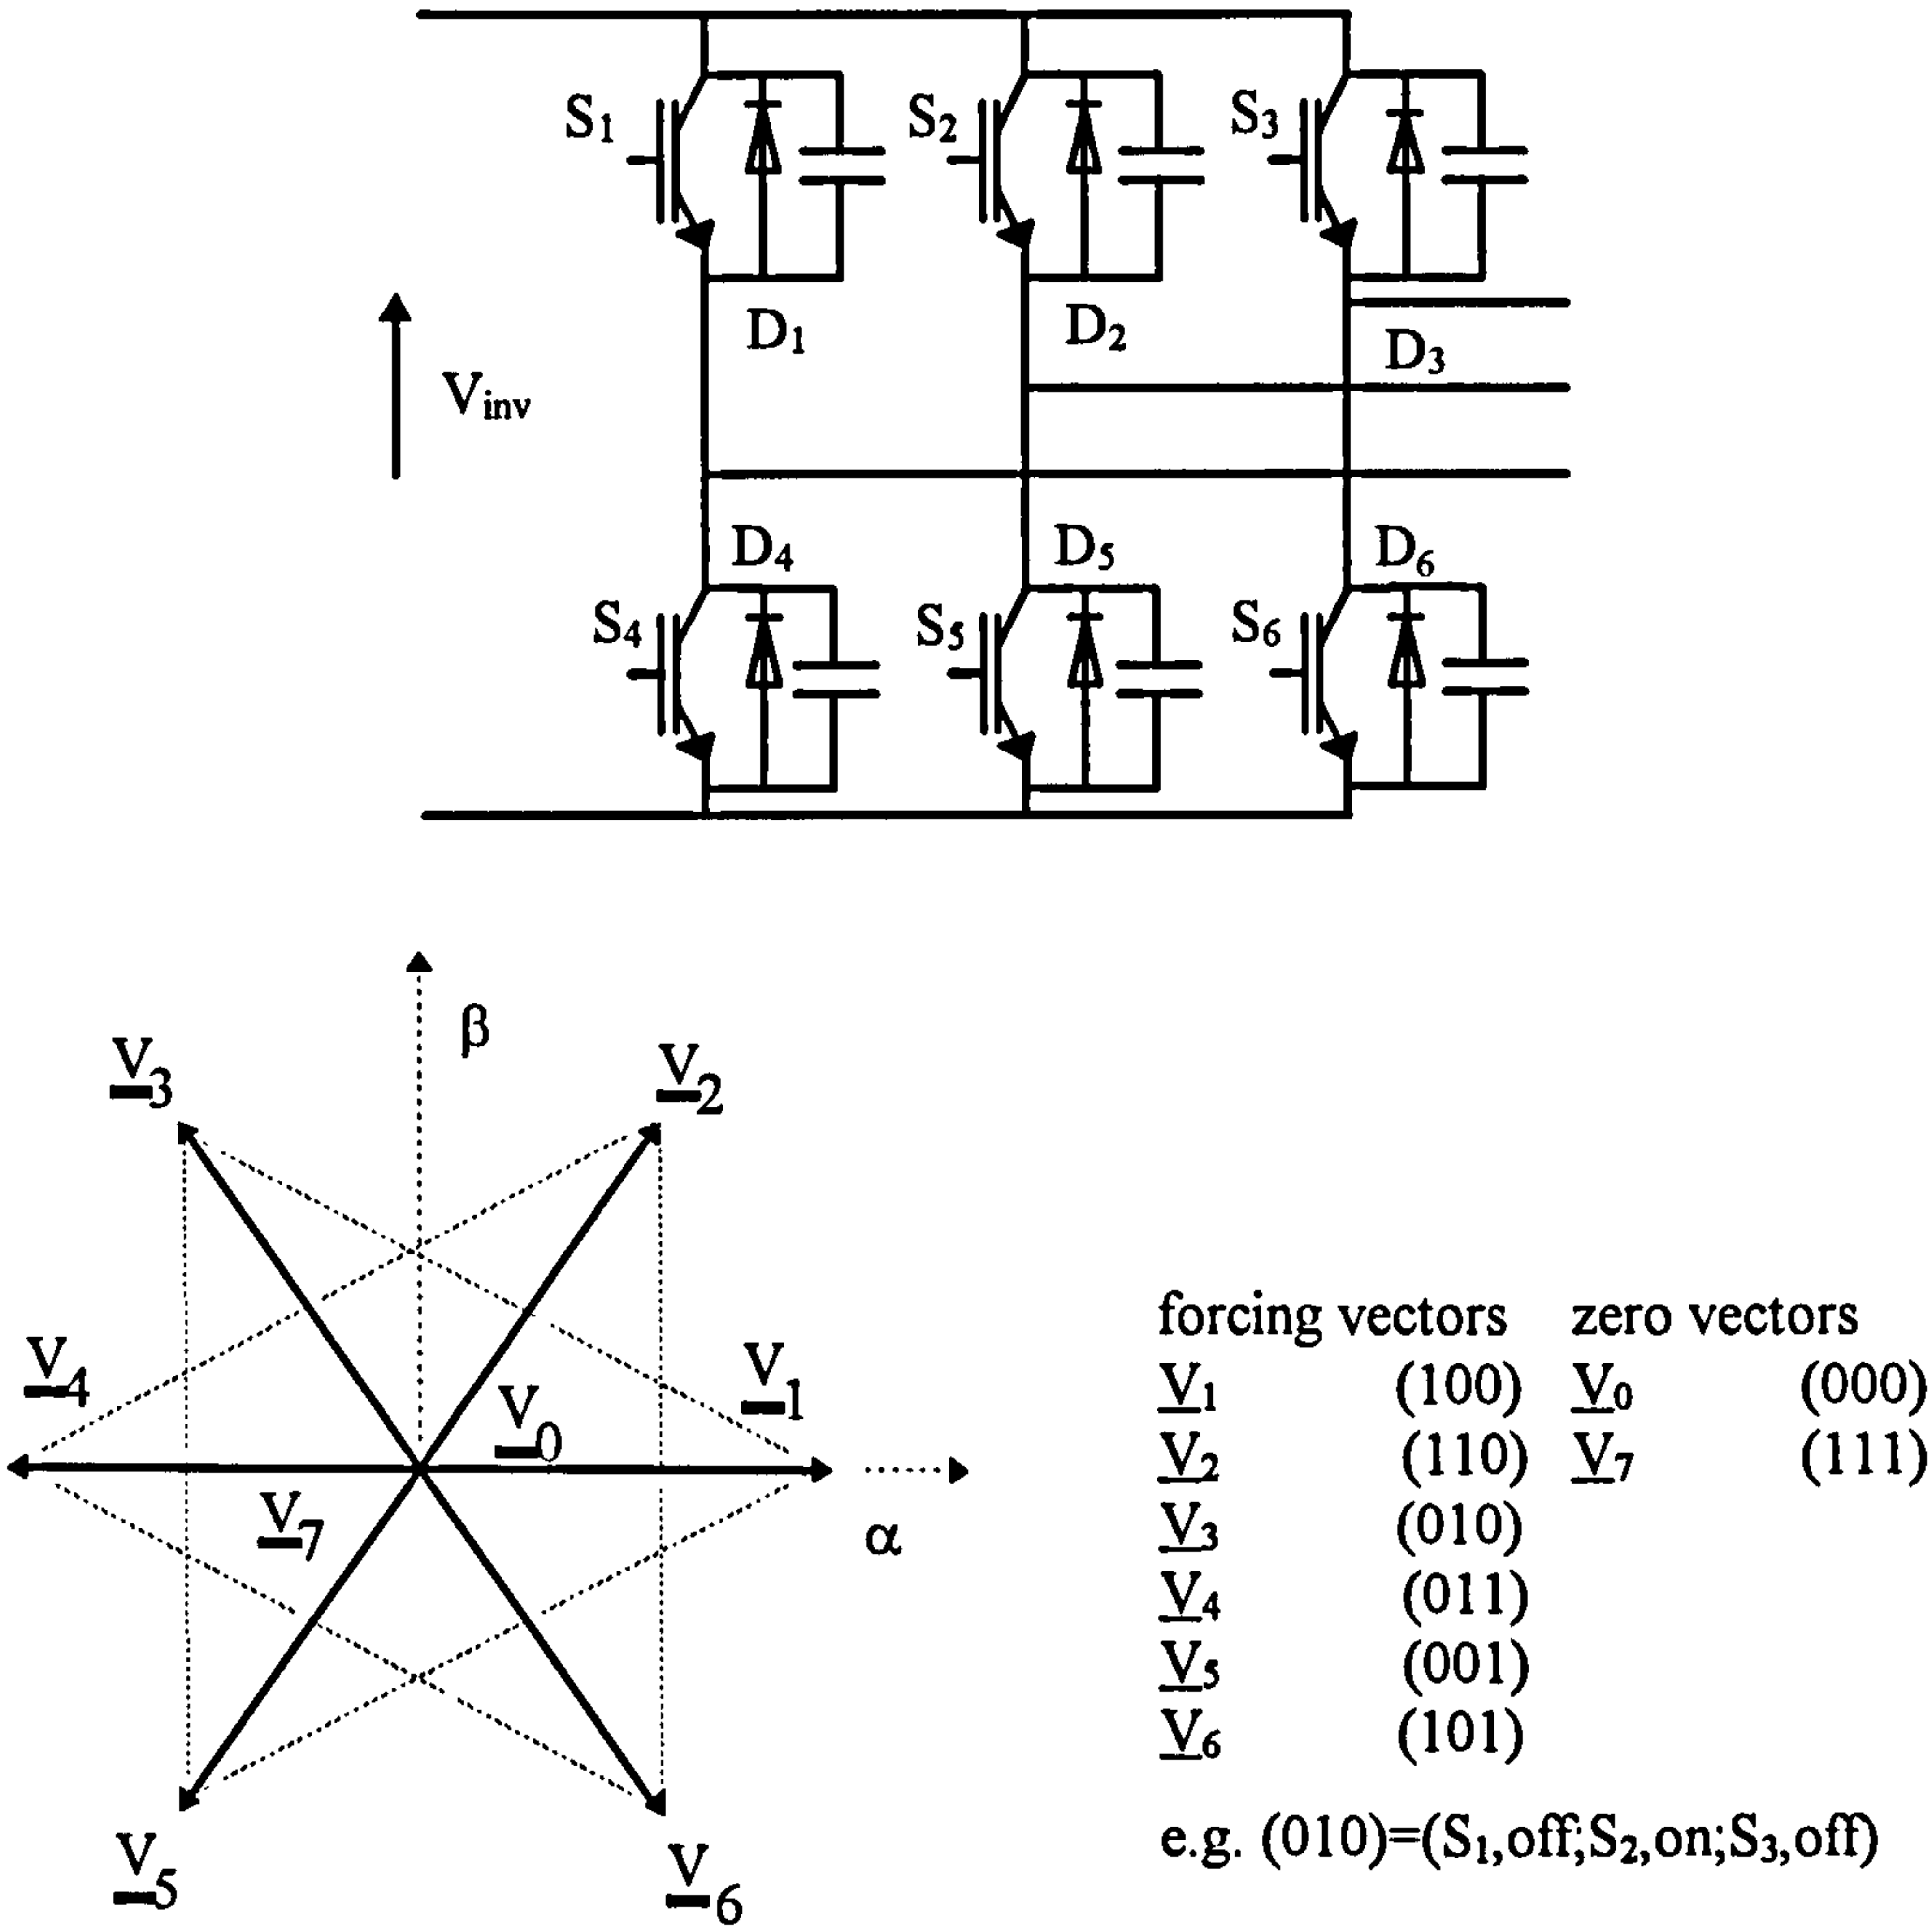 S1 S2 S3
D1 D2 D3
Vinv
D4 D5 D6
S4 S5 S6
β
V3 V2
V4 V0 V1
V7 α
V5 V6
forcing vectors zero vectors
V1 (100) V0 (000)
V2 (110) V7 (111)
V3 (010)
V4 (011)
V5 (001)
V6 (101)
e.g. (010)=(S1,off;S2,on;S3,off)